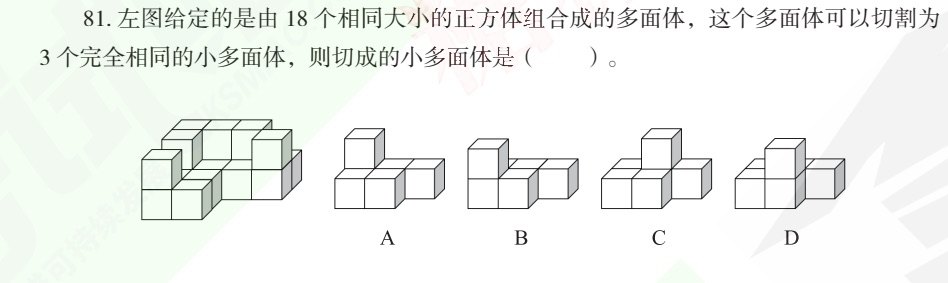 81. 左图给定的是由 18 个相同大小的正方体组合成的多面体，这个多面体可以切割为
3 个完全相同的小多面体，则切成的小多面体是（　　）。
A B C D